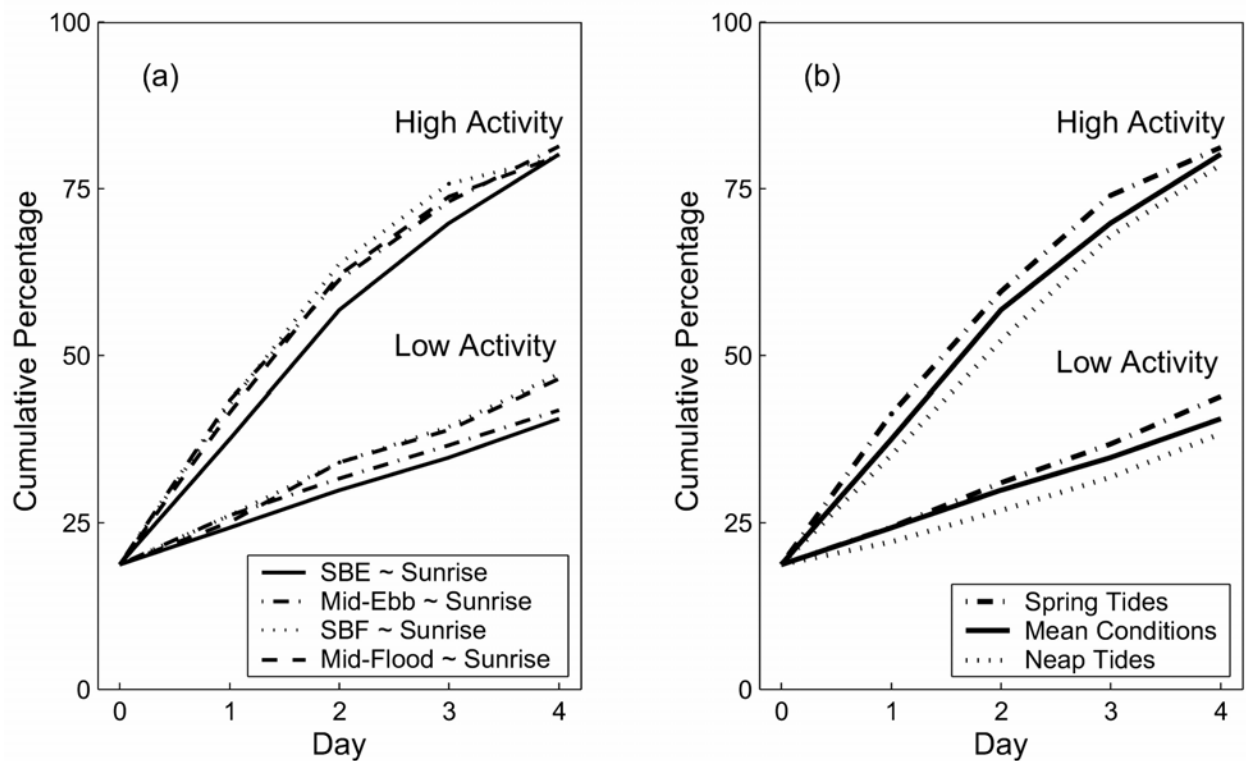 (a)
High Activity
Low Activity
Cumulative Percentage
100
75
50
25
0
SBE ~ Sunrise
Mid-Ebb ~ Sunrise
SBF ~ Sunrise
Mid-Flood ~ Sunrise
0 1 2 3 4
Day
(b)
High Activity
Low Activity
Cumulative Percentage
100
75
50
25
0
Spring Tides
Mean Conditions
Neap Tides
0 1 2 3 4
Day